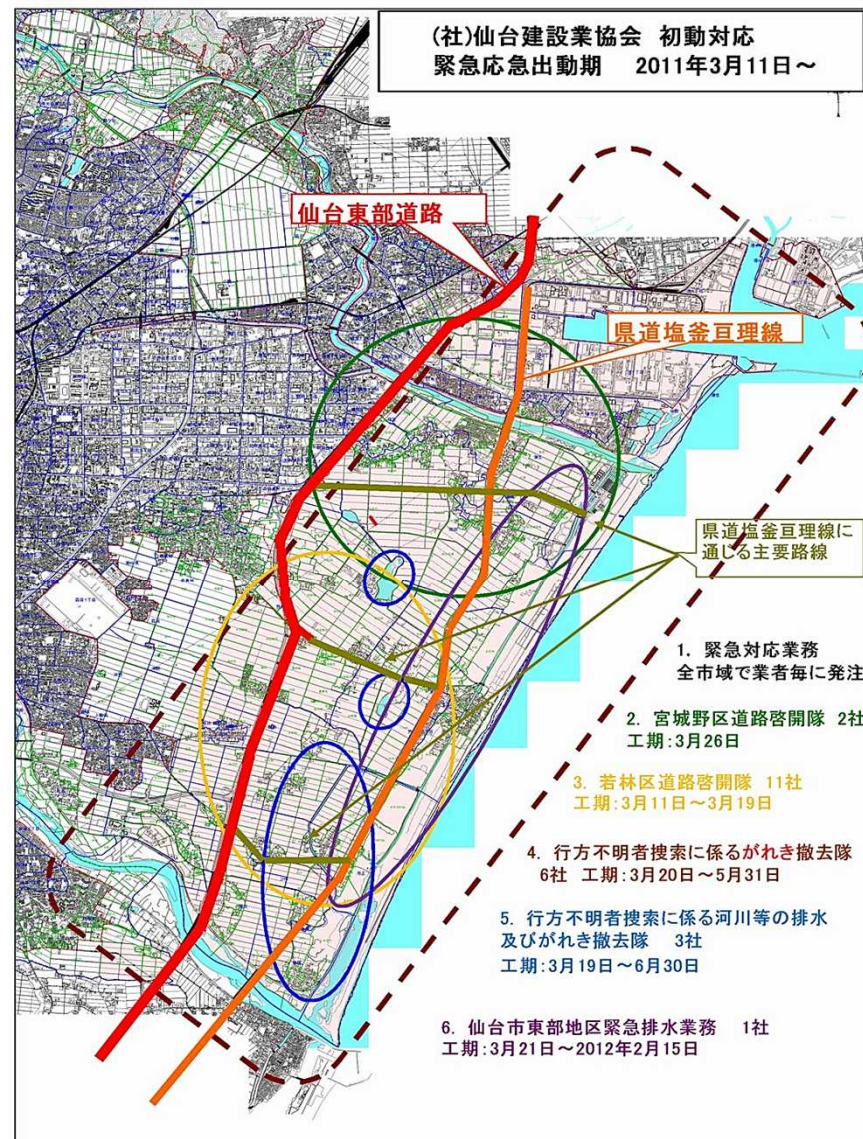 (社)仙台建設業協会 初動対応
緊急応急出動期 2011年3月11日～
仙台東部道路
県道塩釜亘理線
県道塩釜亘理線に
通じる主要路線
1. 緊急対応業務
全市域で業者毎に発注
2. 宮城野区道路啓開隊 2社
工期:3月26日
3. 若林区道路啓開隊 11社
工期:3月11日～3月19日
4. 行方不明者捜索に係るがれき撤去隊
6社 工期:3月20日～5月31日
5. 行方不明者捜索に係る河川等の排水
及びがれき撤去隊 3社
工期:3月19日～6月30日
6. 仙台市東部地区緊急排水業務 1社
工期:3月21日～2012年2月15日